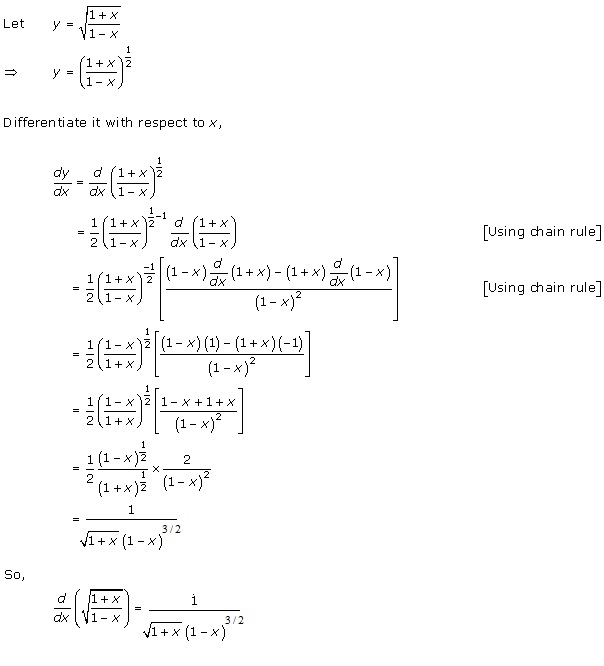 Let y = √((1 + x)/(1 − x))
⇒ y = ((1 + x)/(1 − x))^(1/2)
Differentiate it with respect to x,
dy/dx = d/dx ((1 + x)/(1 − x))^(1/2)
= 1/2 ((1 + x)/(1 − x))^(1/2 − 1) d/dx ((1 + x)/(1 − x)) [Using chain rule]
= 1/2 ((1 + x)/(1 − x))^(−1/2) [((1 − x) d/dx (1 + x) − (1 + x) d/dx (1 − x))/(1 − x)^2] [Using chain rule]
= 1/2 ((1 − x)/(1 + x))^(1/2) [((1 − x)(1) − (1 + x)(−1))/(1 − x)^2]
= 1/2 ((1 − x)/(1 + x))^(1/2) [(1 − x + 1 + x)/(1 − x)^2]
= 1/2 (1 − x)^(1/2)/(1 + x)^(1/2) × 2/(1 − x)^2
= 1/(√(1 + x) (1 − x)^(3/2))
So,
d/dx (√((1 + x)/(1 − x))) = 1/(√(1 + x) (1 − x)^(3/2))